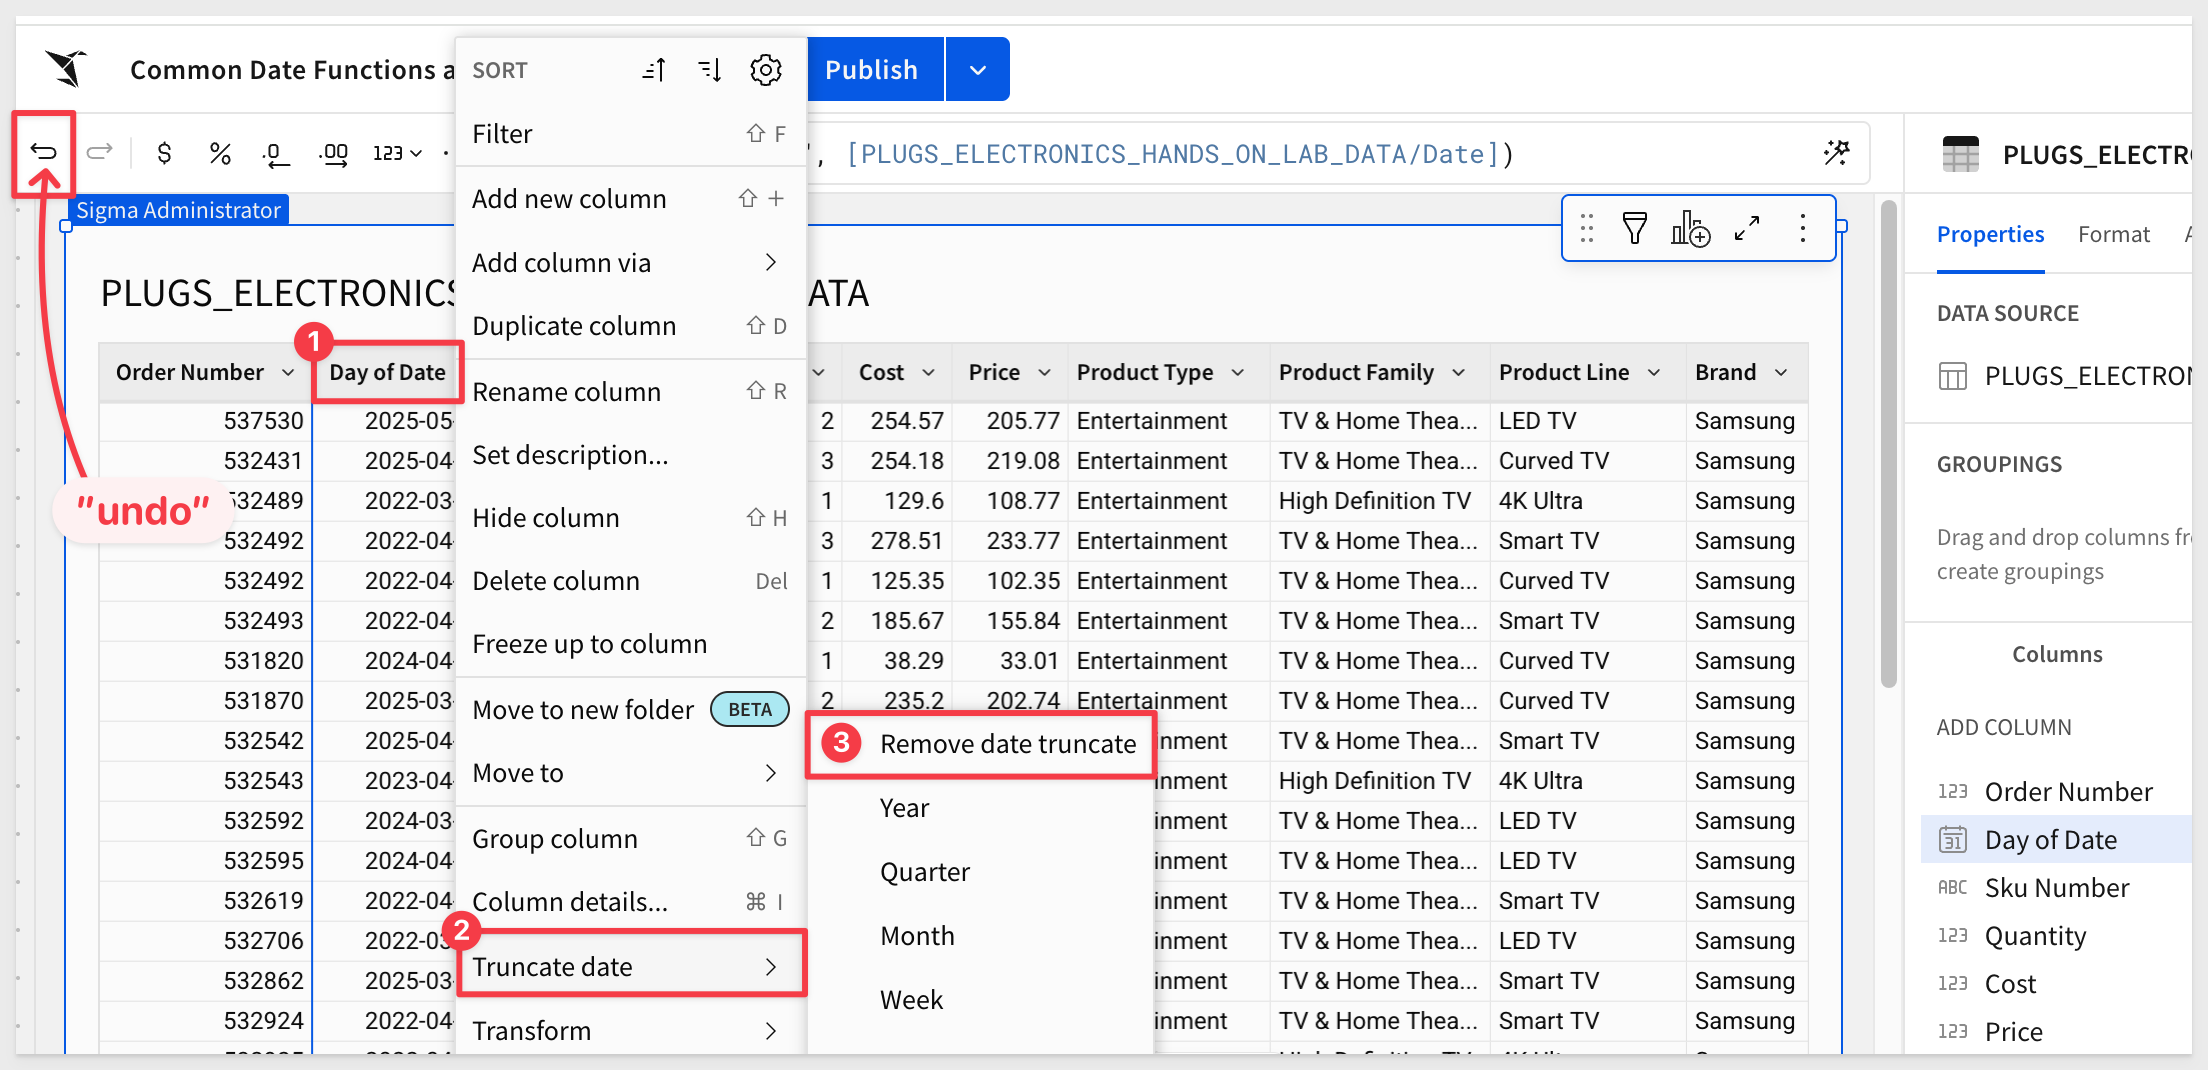 Common Date Functions a
Publish
$ % .0 .00 123
", [PLUGS_ELECTRONICS_HANDS_ON_LAB_DATA/Date])
Sigma Administrator
PLUGS_ELECTRONICS
ATA
"undo"
1
Order Number Day of Date Cost Price Product Type Product Family Product Line Brand
537530 2025-05- 2 254.57 205.77 Entertainment TV & Home Thea... LED TV Samsung
532431 2025-04- 3 254.18 219.08 Entertainment TV & Home Thea... Curved TV Samsung
532489 2022-03- 1 129.6 108.77 Entertainment High Definition TV 4K Ultra Samsung
532492 2022-04- 3 278.51 233.77 Entertainment TV & Home Thea... Smart TV Samsung
532492 2022-04- 1 125.35 102.35 Entertainment TV & Home Thea... Curved TV Samsung
532493 2022-04- 2 185.67 155.84 Entertainment TV & Home Thea... Smart TV Samsung
531820 2024-04- 1 38.29 33.01 Entertainment TV & Home Thea... Curved TV Samsung
531870 2025-03- 2 235.2 202.74 Entertainment TV & Home Thea... Curved TV Samsung
532542 2025-04- inment TV & Home Thea... Smart TV Samsung
532543 2023-04- inment High Definition TV 4K Ultra Samsung
532592 2024-03- inment TV & Home Thea... LED TV Samsung
532595 2024-04- inment TV & Home Thea... LED TV Samsung
532619 2022-04- inment TV & Home Thea... Smart TV Samsung
532706 2022-03 inment TV & Home Thea... LED TV Samsung
532862 2025-03- inment TV & Home Thea... Smart TV Samsung
532924 2022-04- inment TV & Home Thea... Smart TV Samsung
SORT
Filter ⇧ F
Add new column ⇧ +
Add column via
Duplicate column ⇧ D
Rename column ⇧ R
Set description...
Hide column ⇧ H
Delete column Del
Freeze up to column
Move to new folder BETA
Move to
Group column ⇧ G
Column details... ⌘ I
2
Truncate date
Transform
3
Remove date truncate
Year
Quarter
Month
Week
PLUGS_ELECTR
Properties Format A
DATA SOURCE
PLUGS_ELECTRON
GROUPINGS
Drag and drop columns fr
create groupings
Columns
ADD COLUMN
123 Order Number
31 Day of Date
ABC Sku Number
123 Quantity
123 Cost
123 Price